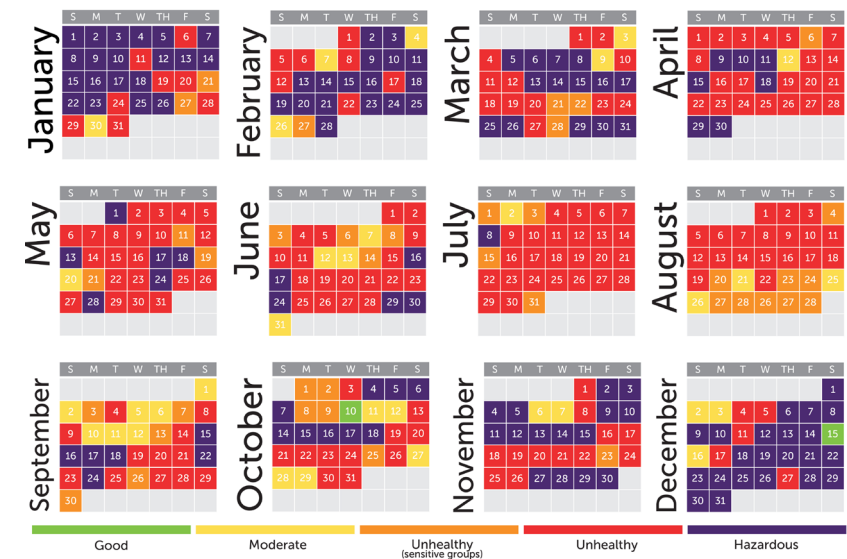 January
S M T W TH F S
1 2 3 4 5 6 7
8 9 10 11 12 13 14
15 16 17 18 19 20 21
22 23 24 25 26 27 28
29 30 31
February
S M T W TH F S
1 2 3 4
5 6 7 8 9 10 11
12 13 14 15 16 17 18
19 20 21 22 23 24 25
26 27 28
March
S M T W TH F S
1 2 3
4 5 6 7 8 9 10
11 12 13 14 15 16 17
18 19 20 21 22 23 24
25 26 27 28 29 30 31
April
S M T W TH F S
1 2 3 4 5 6 7
8 9 10 11 12 13 14
15 16 17 18 19 20 21
22 23 24 25 26 27 28
29 30
May
S M T W TH F S
1 2 3 4 5
6 7 8 9 10 11 12
13 14 15 16 17 18 19
20 21 22 23 24 25 26
27 28 29 30 31
June
S M T W TH F S
1 2
3 4 5 6 7 8 9
10 11 12 13 14 15 16
17 18 19 20 21 22 23
24 25 26 27 28 29 30
31
July
S M T W TH F S
1 2 3 4 5 6 7
8 9 10 11 12 13 14
15 16 17 18 19 20 21
22 23 24 25 26 27 28
29 30 31
August
S M T W TH F S
1 2 3 4
5 6 7 8 9 10 11
12 13 14 15 16 17 18
19 20 21 22 23 24 25
26 27 28 26 27 28
September
S M T W TH F S
1
2 3 4 5 6 7 8
9 10 11 12 13 14 15
16 17 18 19 20 21 22
23 24 25 26 27 28 29
30
October
S M T W TH F S
1 2 3 4 5 6
7 8 9 10 11 12 13
14 15 16 17 18 19 20
21 22 23 24 25 26 27
28 29 30 31
November
S M T W TH F S
1 2 3
4 5 6 7 8 9 10
11 12 13 14 15 16 17
18 19 20 21 22 23 24
25 26 27 28 29 30
December
S M T W TH F S
1
2 3 4 5 6 7 8
9 10 11 12 13 14 15
16 17 18 19 20 21 22
23 24 25 26 27 28 29
30 31
Good Moderate Unhealthy Unhealthy Hazardous
(sensitive groups)